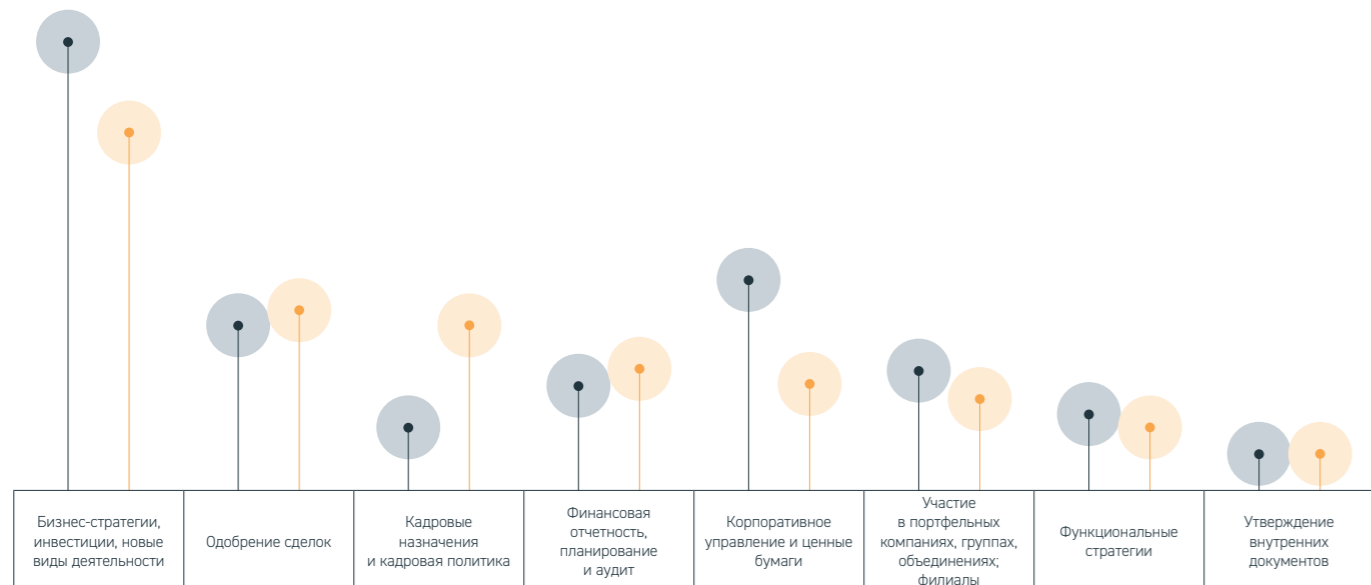 Бизнес-стратегии,
инвестиции, новые
виды деятельности
Одобрение сделок
Кадровые
назначения
и кадровая политика
Финансовая
отчетность,
планирование
и аудит
Корпоративное
управление и ценные
бумаги
Участие
в портфельных
компаниях, группах,
объединениях;
филиалы
Функциональные
стратегии
Утверждение
внутренних
документов